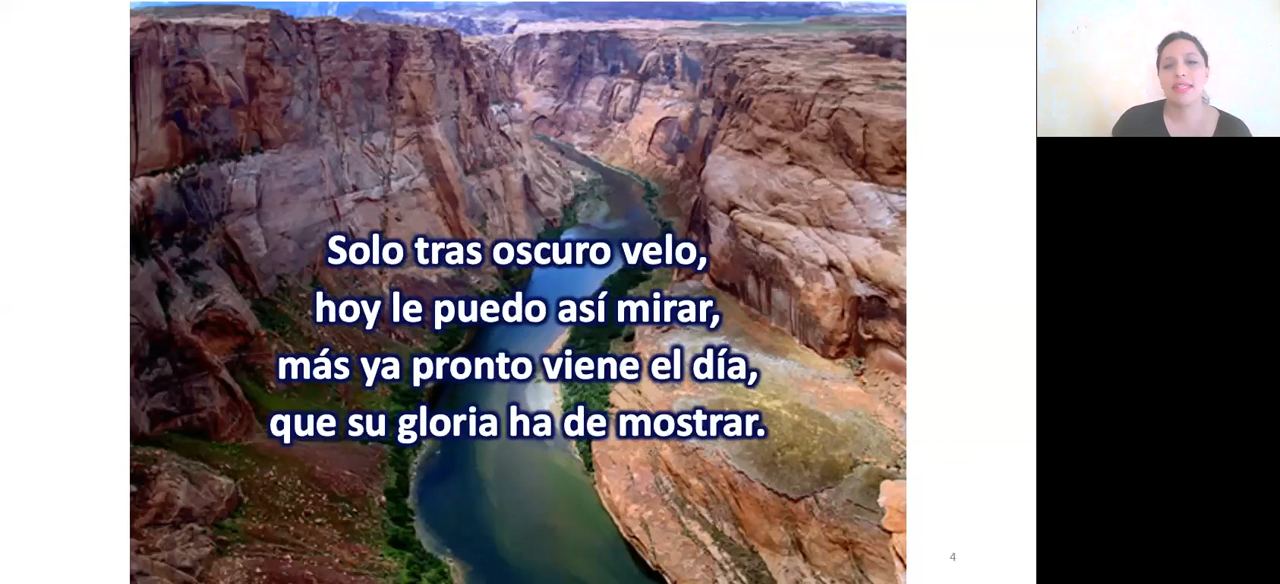 Solo tras oscuro velo,
hoy le puedo así mirar,
más ya pronto viene el día,
que su gloria ha de mostrar.
4